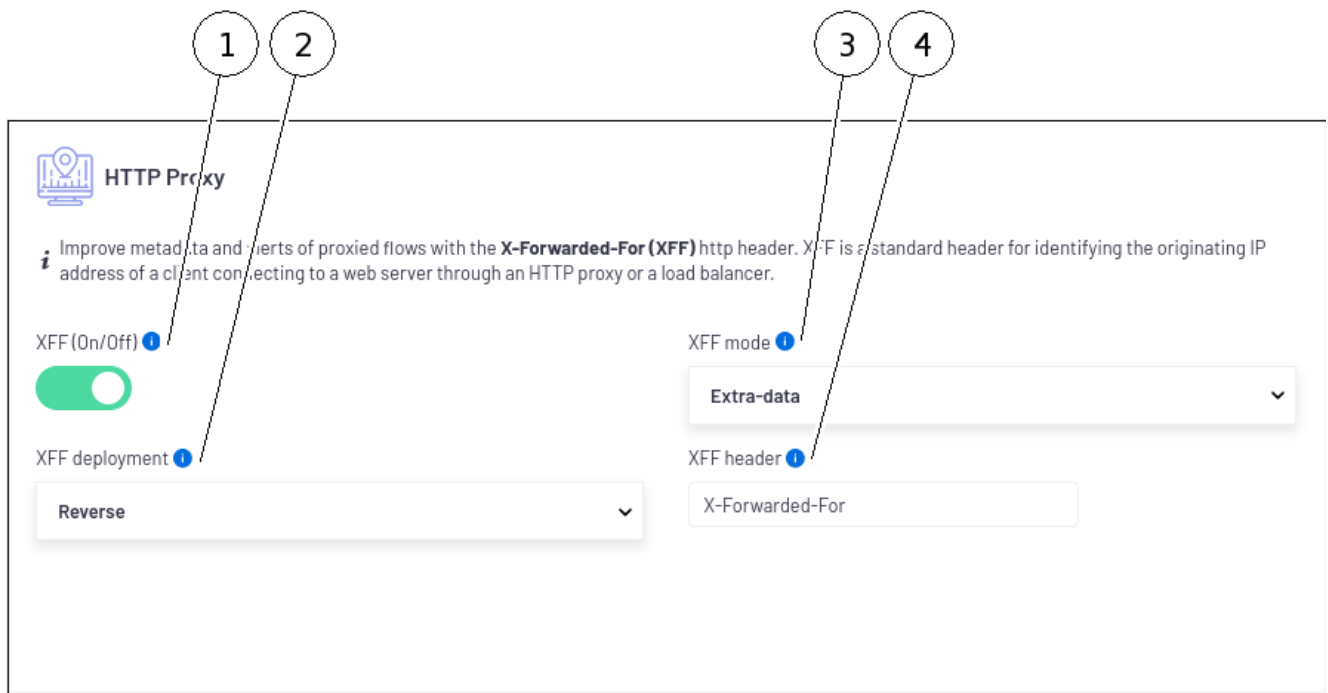 1 2 3 4
HTTP Proxy
i Improve metadata and alerts of proxied flows with the X-Forwarded-For (XFF) http header. XFF is a standard header for identifying the originating IP
address of a client connecting to a web server through an HTTP proxy or a load balancer.
XFF (On/Off) i
XFF mode i
Extra-data
XFF deployment i
XFF header i
Reverse
X-Forwarded-For